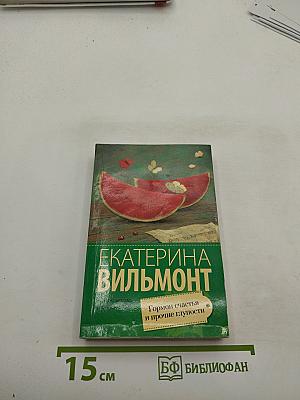 ЕКАТЕРИНА
ВИЛЬМОНТ
Гормон счастья
и прочие глупости
15 см
БФ БИБЛИОФАН